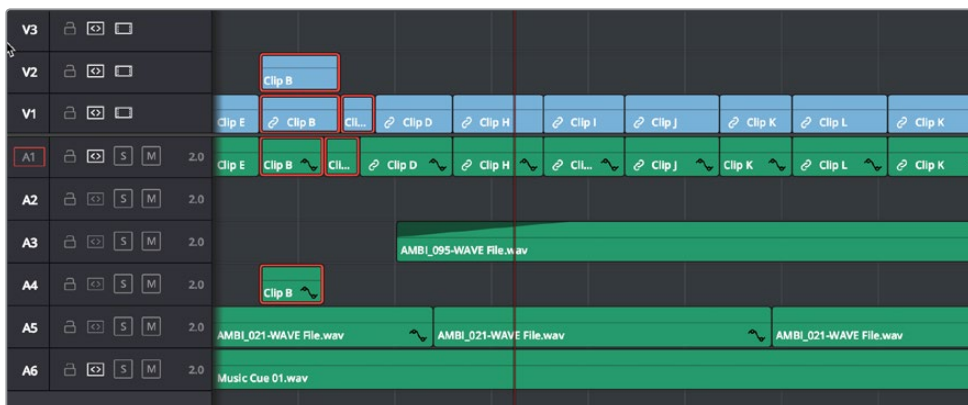 V3
V2
Clip B
V1
Clip E Clip B Cli... Clip D Clip H Clip I Clip J Clip K Clip L Clip K
A1 S M 2.0
Clip E Clip B Cli... Clip D Clip H Cli... Clip J Clip K Clip L Clip K
A2 S M 2.0
A3 S M 2.0
AMBI_095-WAVE File.wav
A4 S M 2.0
Clip B
A5 S M 2.0
AMBI_021-WAVE File.wav AMBI_021-WAVE File.wav AMBI_021-WAVE File.wav
A6 S M 2.0
Music Cue 01.wav